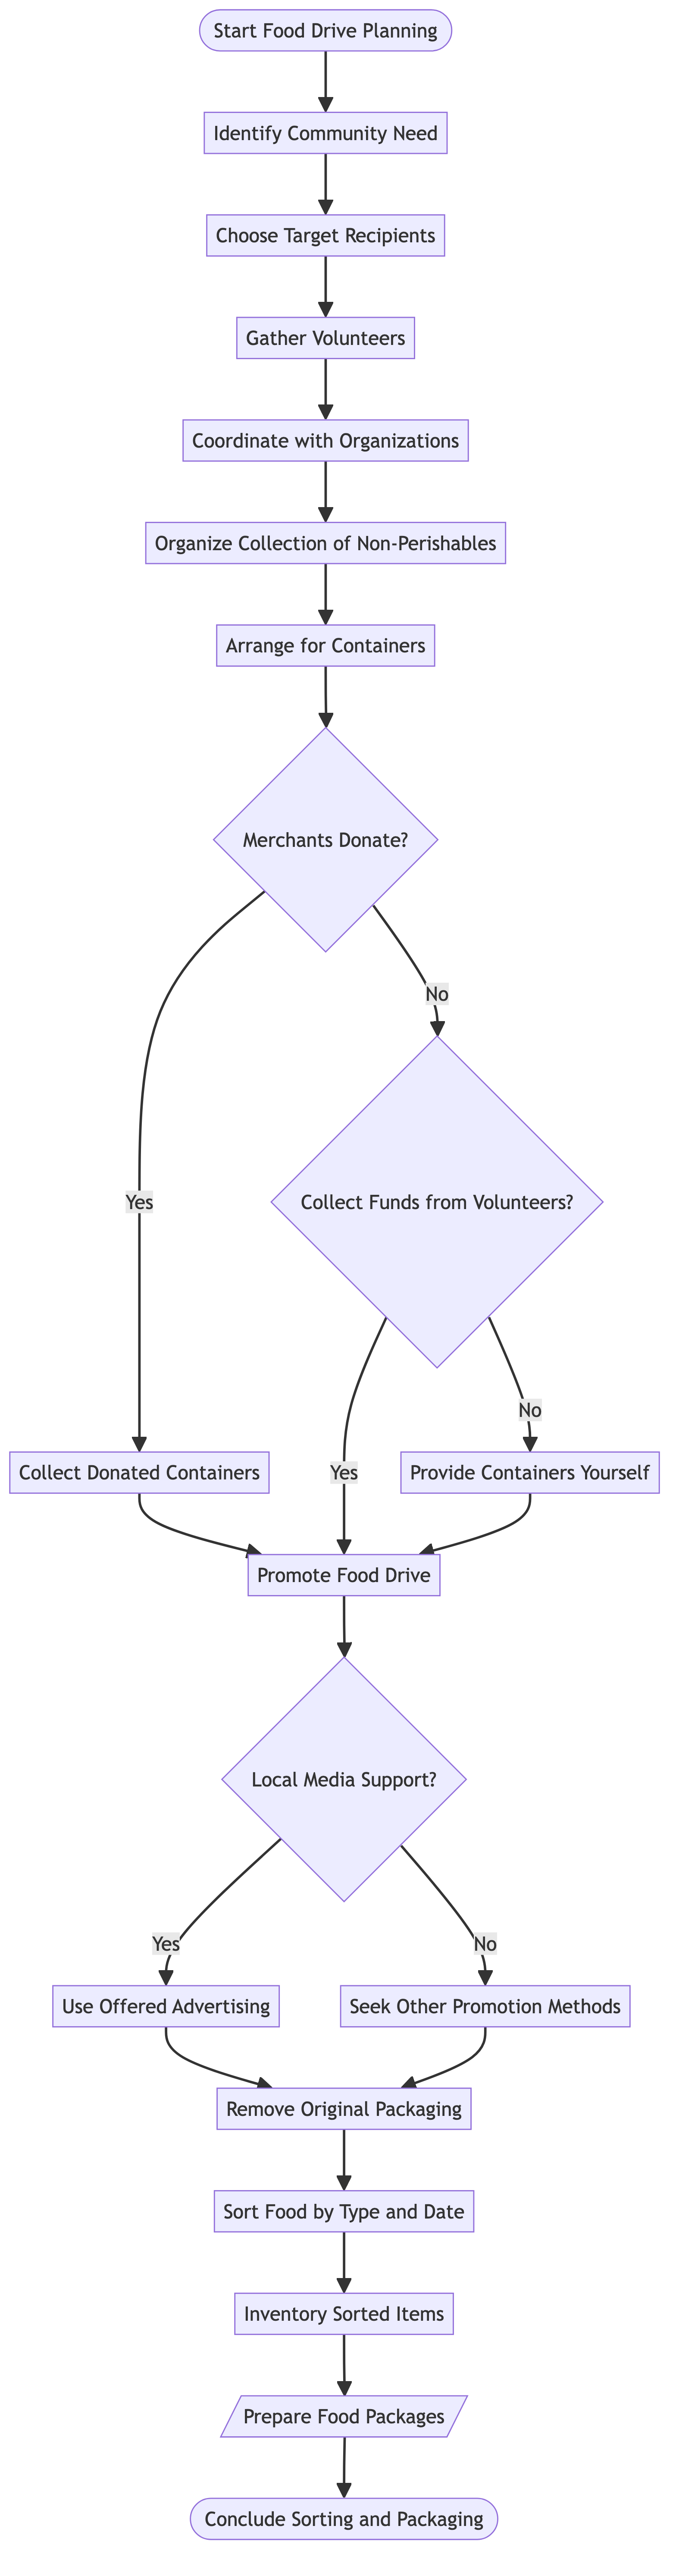 Start Food Drive Planning
Identify Community Need
Choose Target Recipients
Gather Volunteers
Coordinate with Organizations
Organize Collection of Non-Perishables
Arrange for Containers
Merchants Donate?
No
Collect Funds from Volunteers?
Yes
No
Collect Donated Containers
Yes
Provide Containers Yourself
Promote Food Drive
Local Media Support?
Yes
No
Use Offered Advertising
Seek Other Promotion Methods
Remove Original Packaging
Sort Food by Type and Date
Inventory Sorted Items
Prepare Food Packages
Conclude Sorting and Packaging